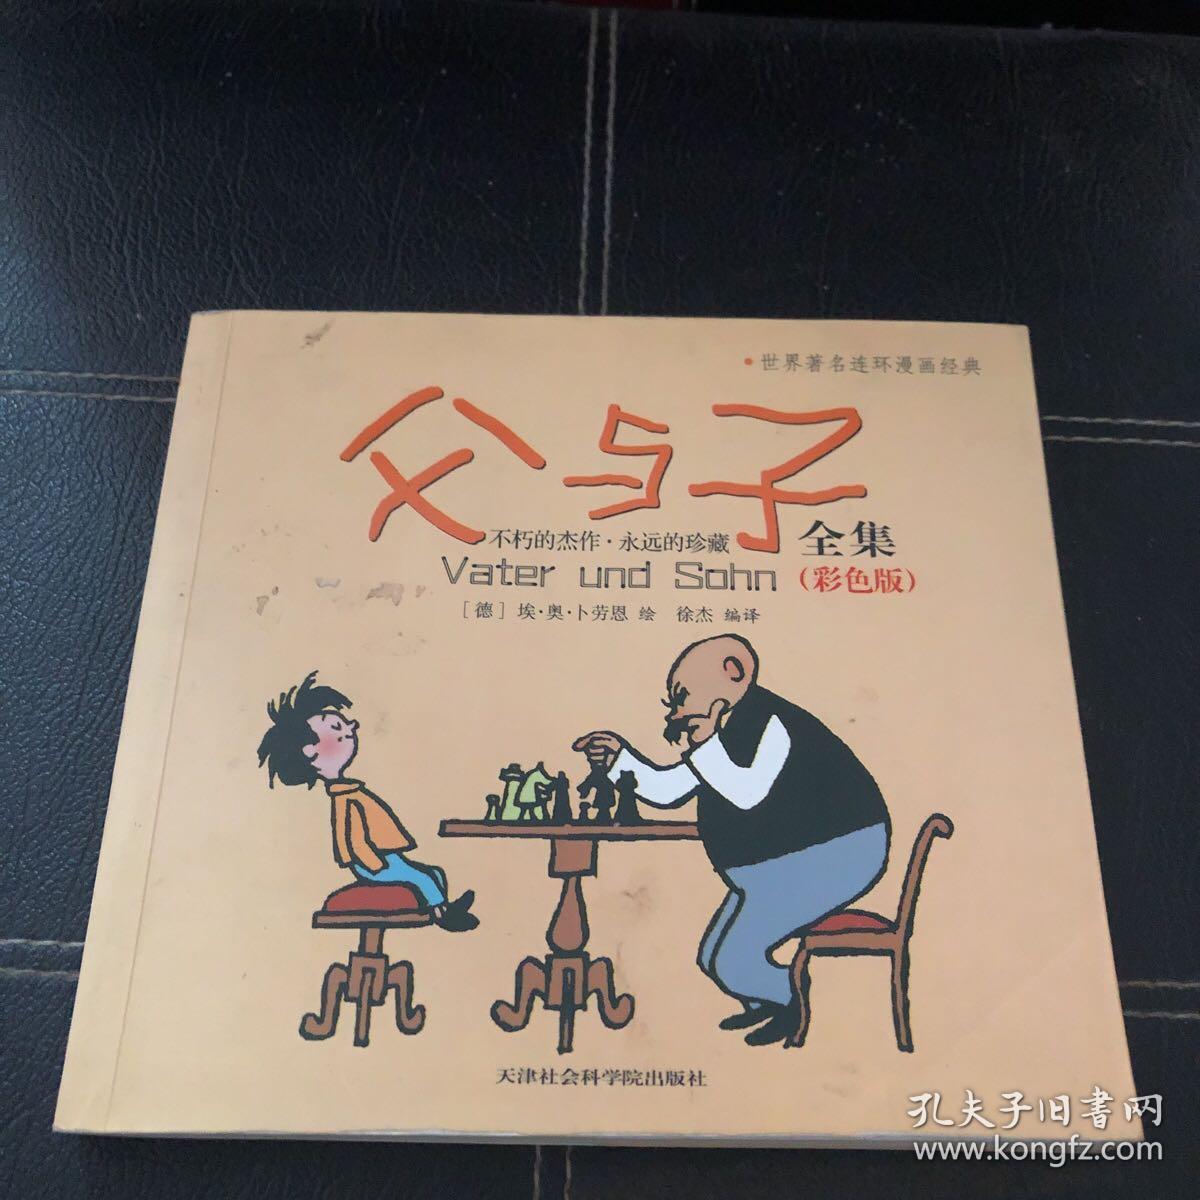 • 世界著名连环漫画经典
父与子
不朽的杰作·永远的珍藏
全集
Vater und Sohn
(彩色版)
[德] 埃·奥·卜劳恩 绘 徐杰 编译
天津社会科学院出版社
孔夫子旧書网
www.kongfz.com